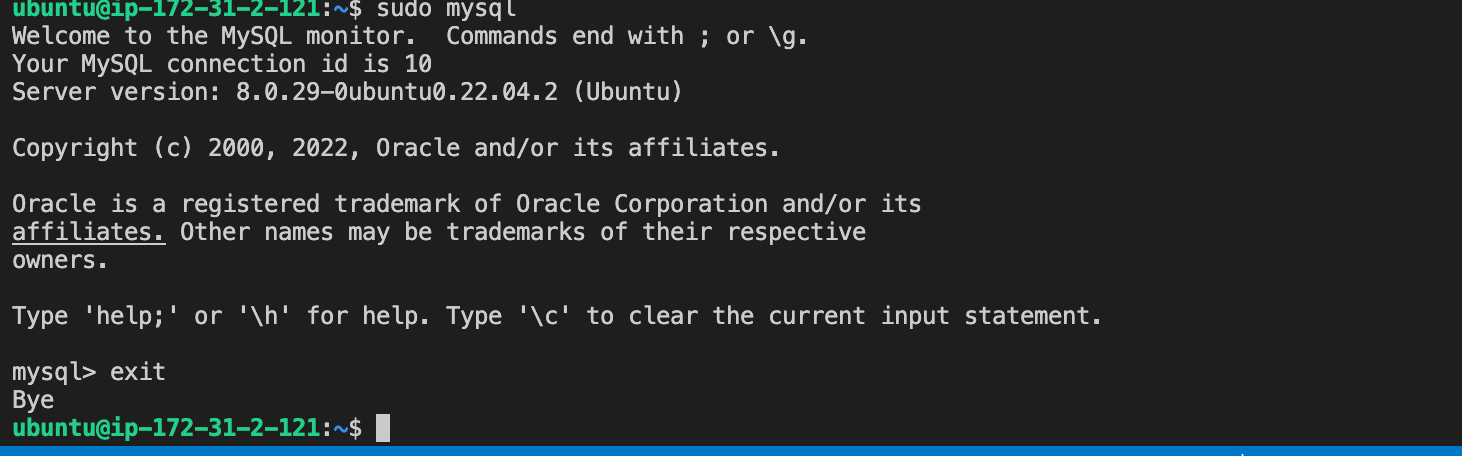 ubuntu@ip-172-31-2-121:~$ sudo mysql
Welcome to the MySQL monitor.  Commands end with ; or \g.
Your MySQL connection id is 10
Server version: 8.0.29-0ubuntu0.22.04.2 (Ubuntu)

Copyright (c) 2000, 2022, Oracle and/or its affiliates.

Oracle is a registered trademark of Oracle Corporation and/or its
affiliates. Other names may be trademarks of their respective
owners.

Type 'help;' or '\h' for help. Type '\c' to clear the current input statement.

mysql> exit
Bye
ubuntu@ip-172-31-2-121:~$